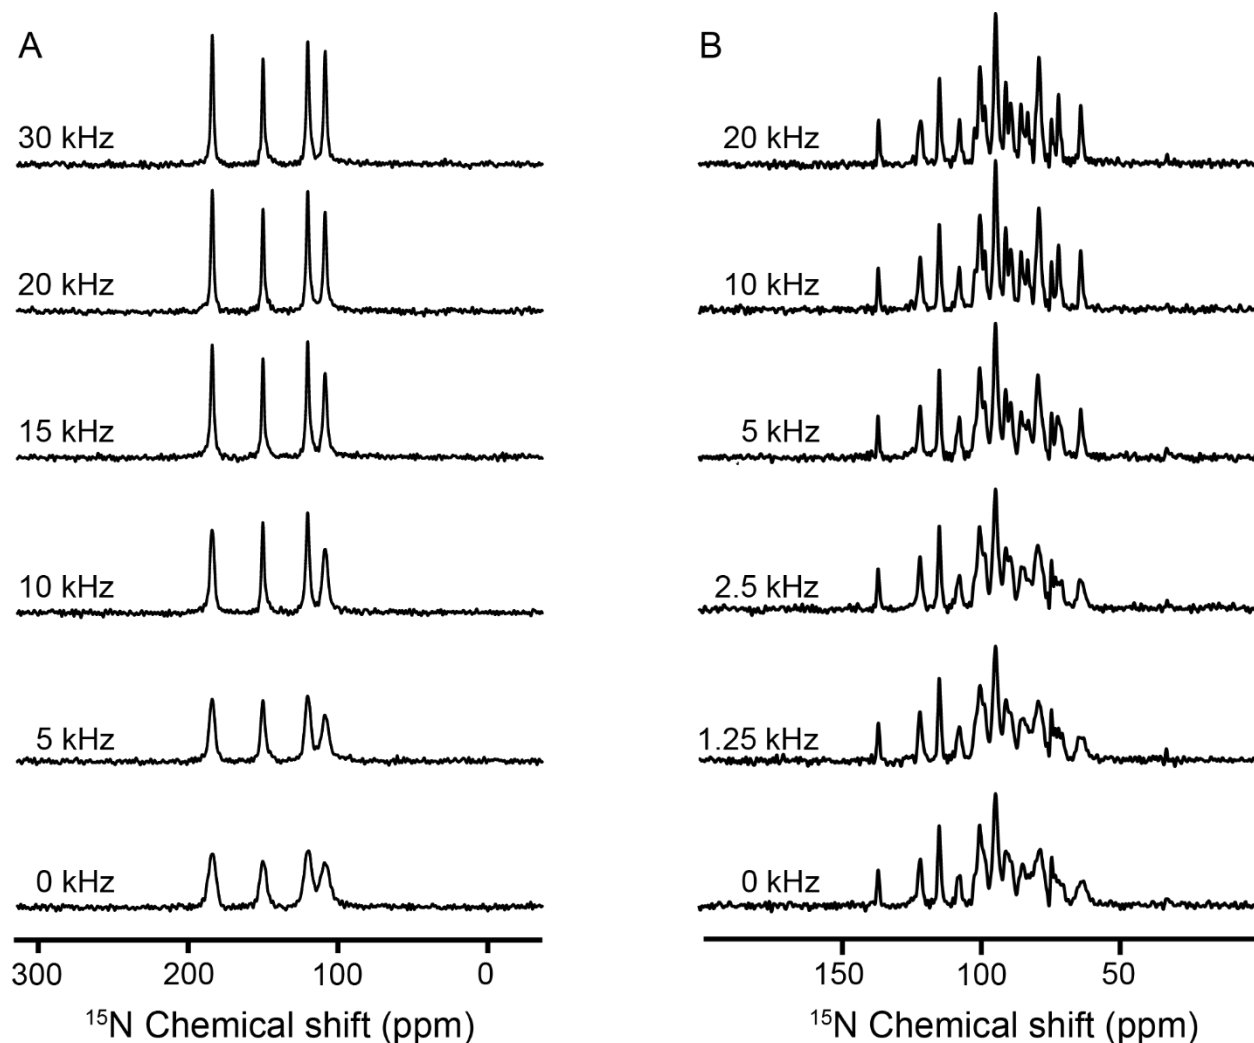 A
30 kHz
20 kHz
15 kHz
10 kHz
5 kHz
0 kHz
300 200 100 0
¹⁵N Chemical shift (ppm)
B
20 kHz
10 kHz
5 kHz
2.5 kHz
1.25 kHz
0 kHz
150 100 50
¹⁵N Chemical shift (ppm)